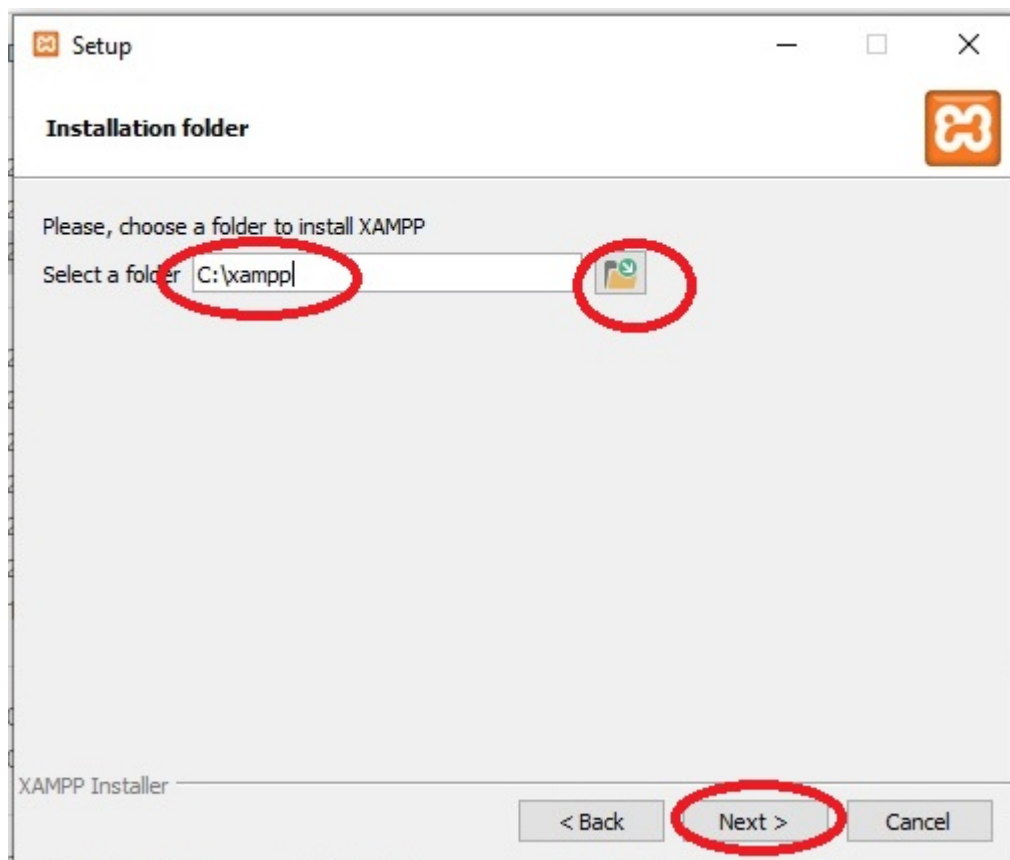 Setup
Installation folder
Please, choose a folder to install XAMPP
Select a folder C:\xampp
XAMPP Installer
< Back Next > Cancel